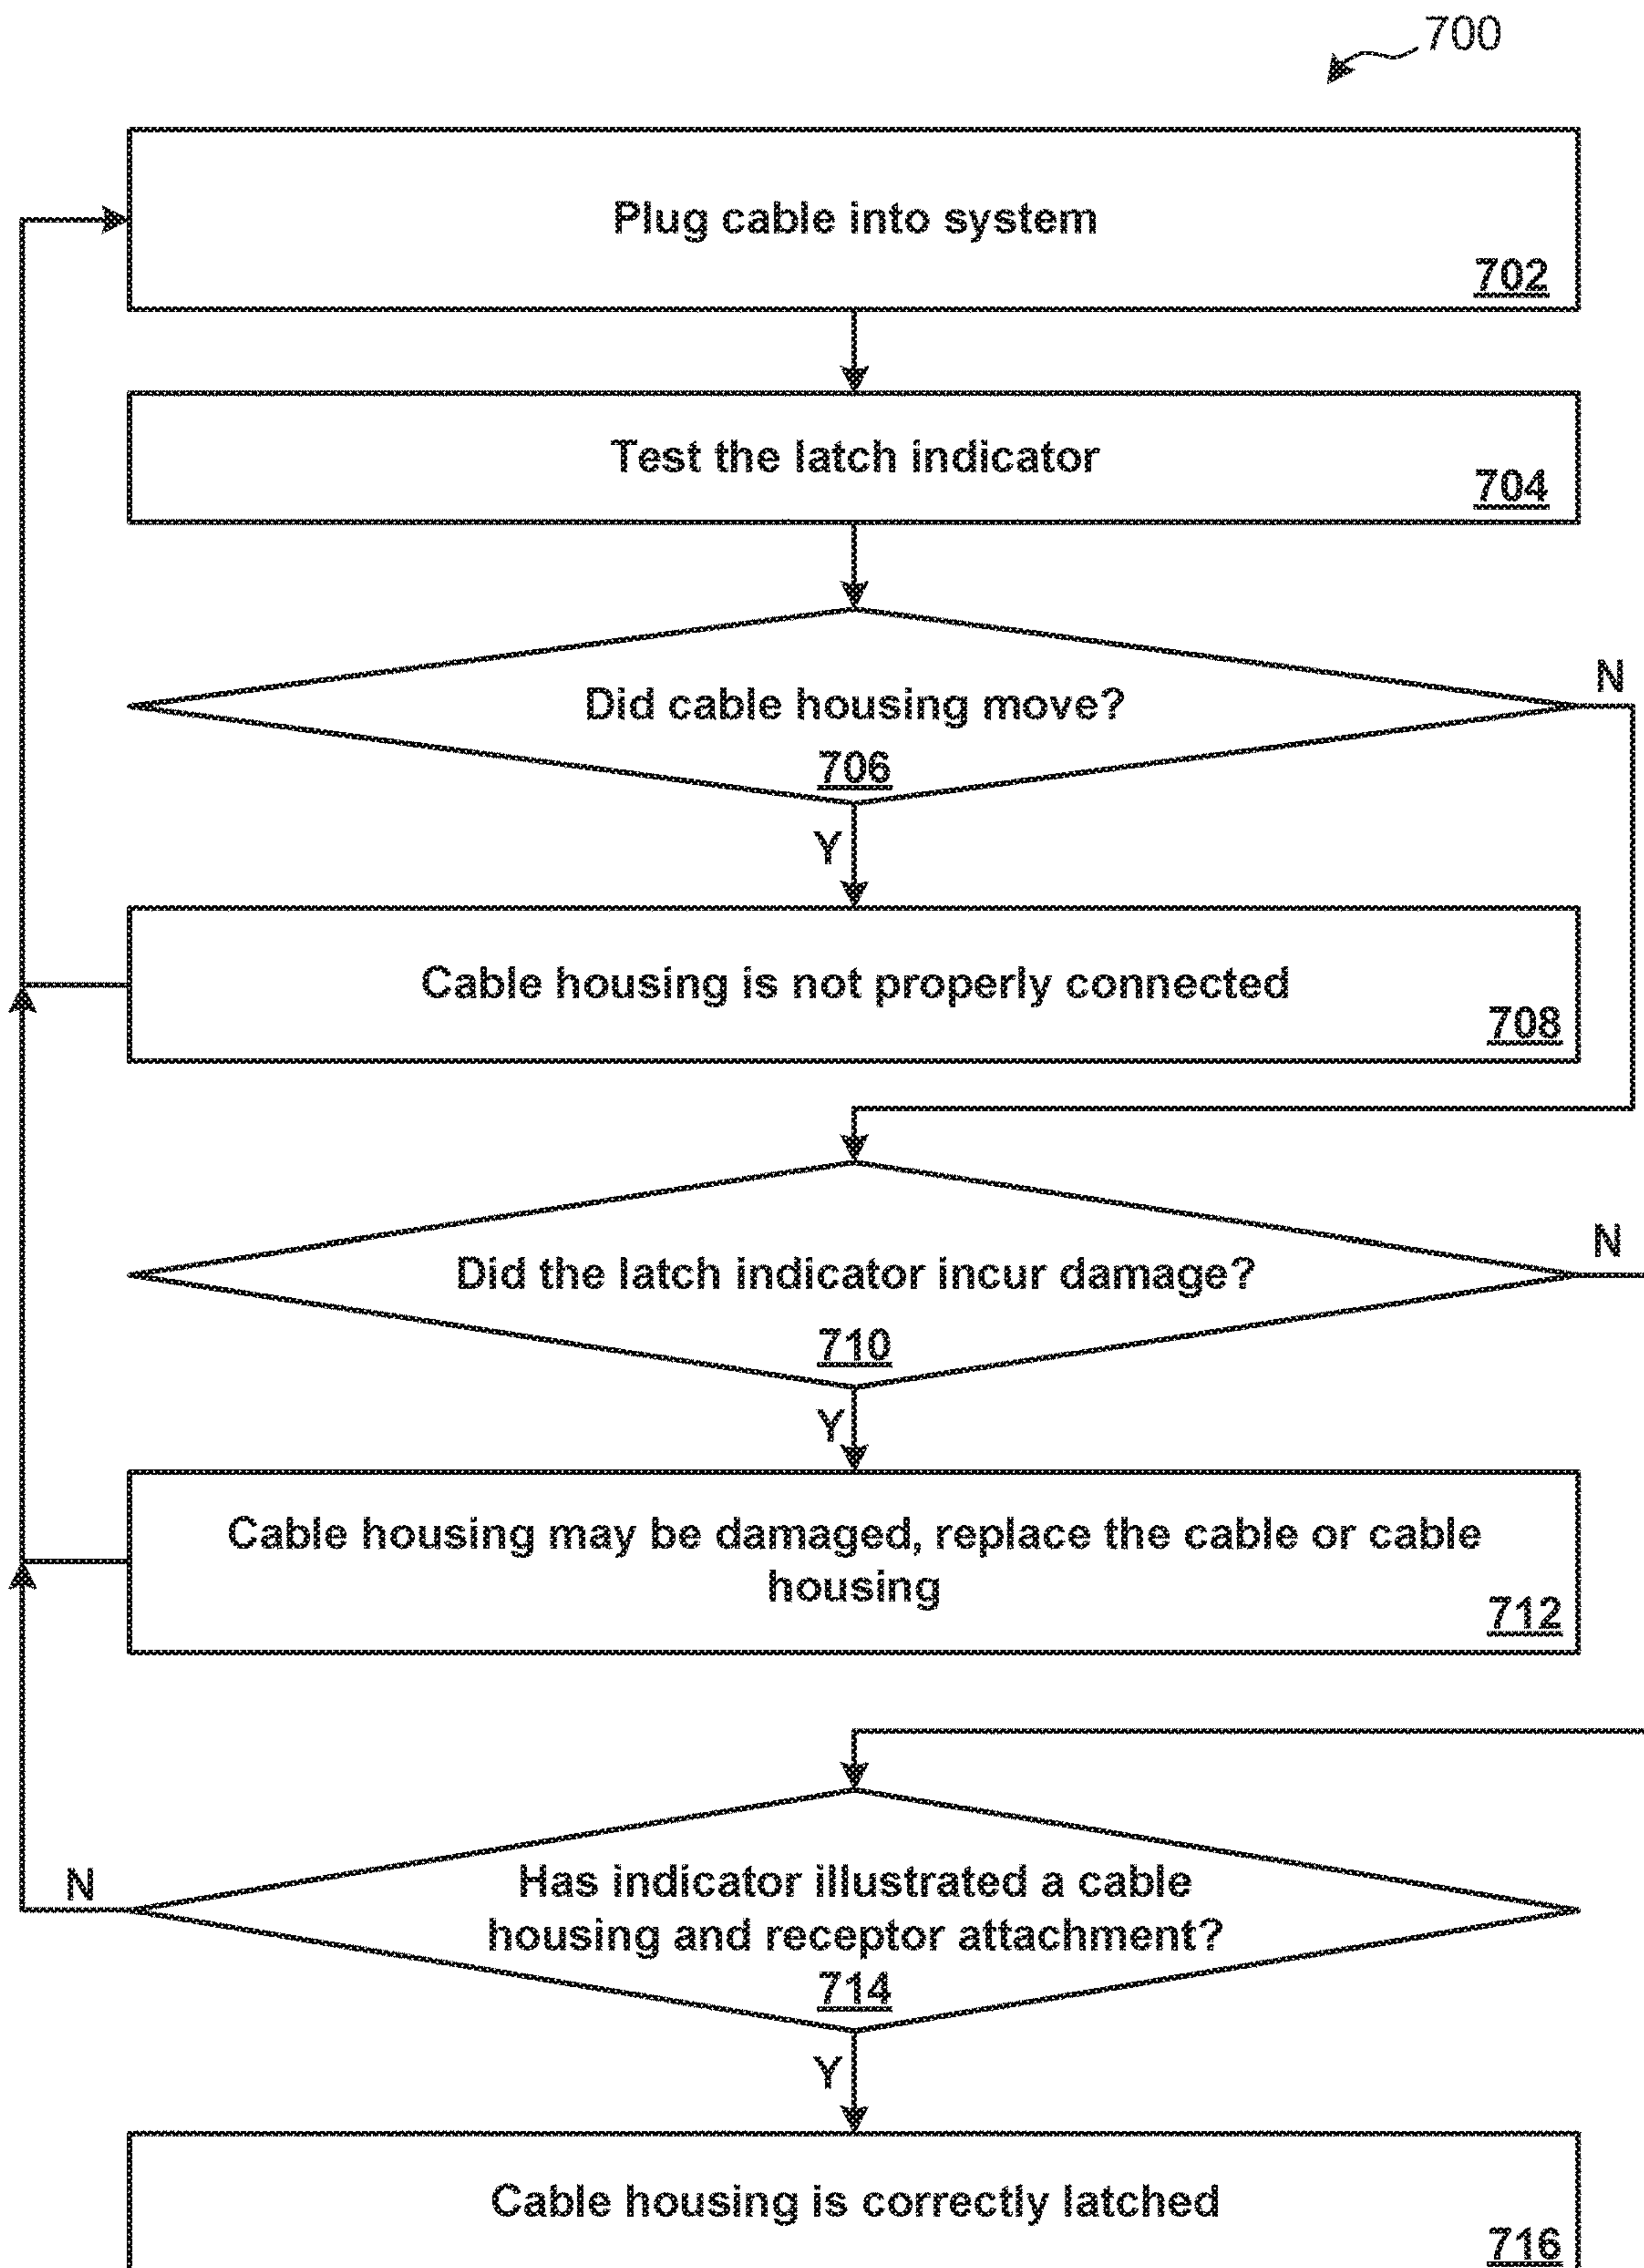 700
Plug cable into system
702
Test the latch indicator
704
Did cable housing move?
706
N
Y
Cable housing is not properly connected
708
Did the latch indicator incur damage?
710
N
Y
Cable housing may be damaged, replace the cable or cable
housing
712
Has indicator illustrated a cable
housing and receptor attachment?
714
N
Y
Cable housing is correctly latched
716